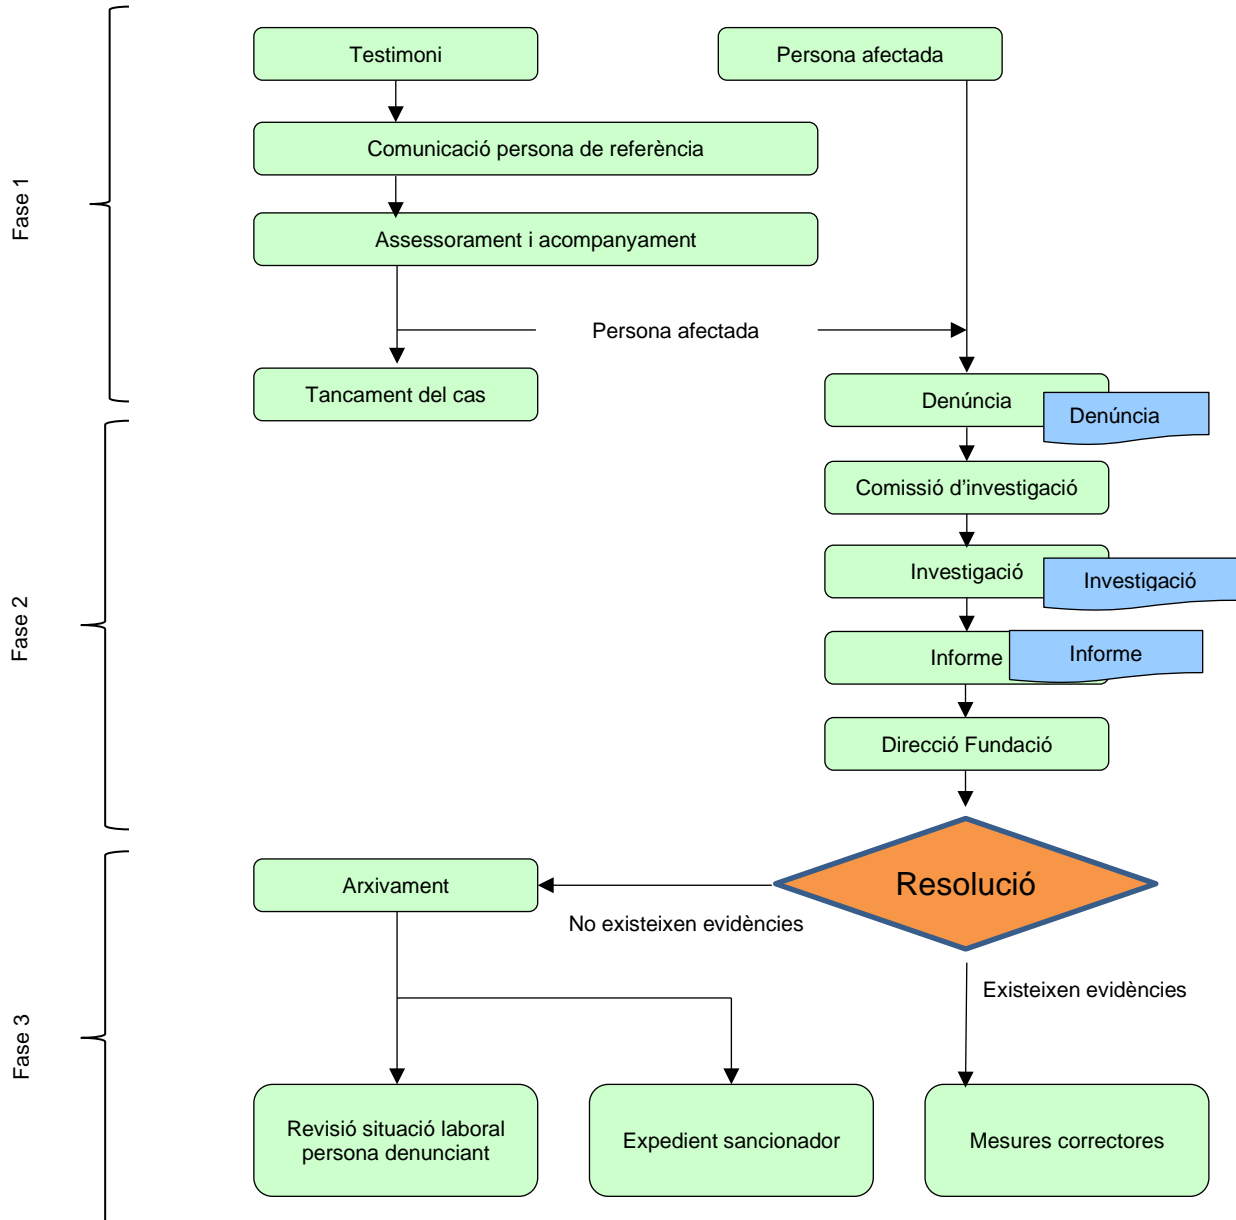 Fase 1
Testimoni
Persona afectada
Comunicació persona de referència
Assessorament i acompanyament
Persona afectada
Tancament del cas
Fase 2
Denúncia
Denúncia
Comissió d'investigació
Investigació
Investigació
Informe
Informe
Direcció Fundació
Fase 3
Resolució
Arxivament
No existeixen evidències
Existeixen evidències
Revisió situació laboral
persona denunciant
Expedient sancionador
Mesures correctores